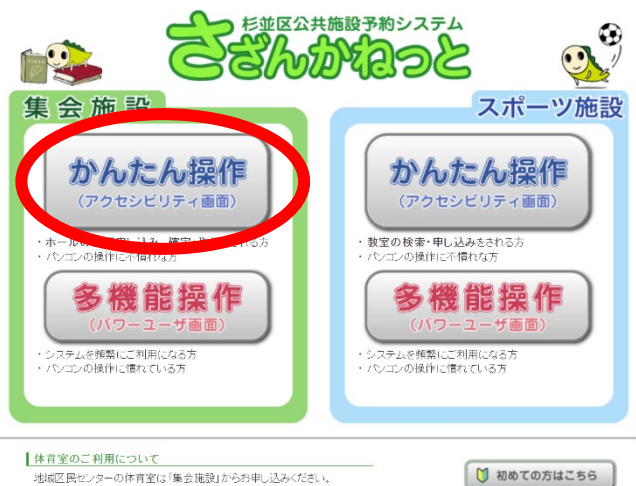 杉並区公共施設予約システム
さざんかねっと
集会施設
かんたん操作
(アクセシビリティ画面)
・ホールの
される方
・パソコンの操作に不慣れな方
多機能操作
(パワーユーザ画面)
・システムを頻繁にご利用になる方
・パソコンの操作に慣れている方
スポーツ施設
かんたん操作
(アクセシビリティ画面)
・教室の検索・申し込みをされる方
・パソコンの操作に不慣れな方
多機能操作
(パワーユーザ画面)
・システムを頻繁にご利用になる方
・パソコンの操作に慣れている方
体育室のご利用について
地域区民センターの体育室は「集会施設」からお申し込みください。
初めての方はこちら